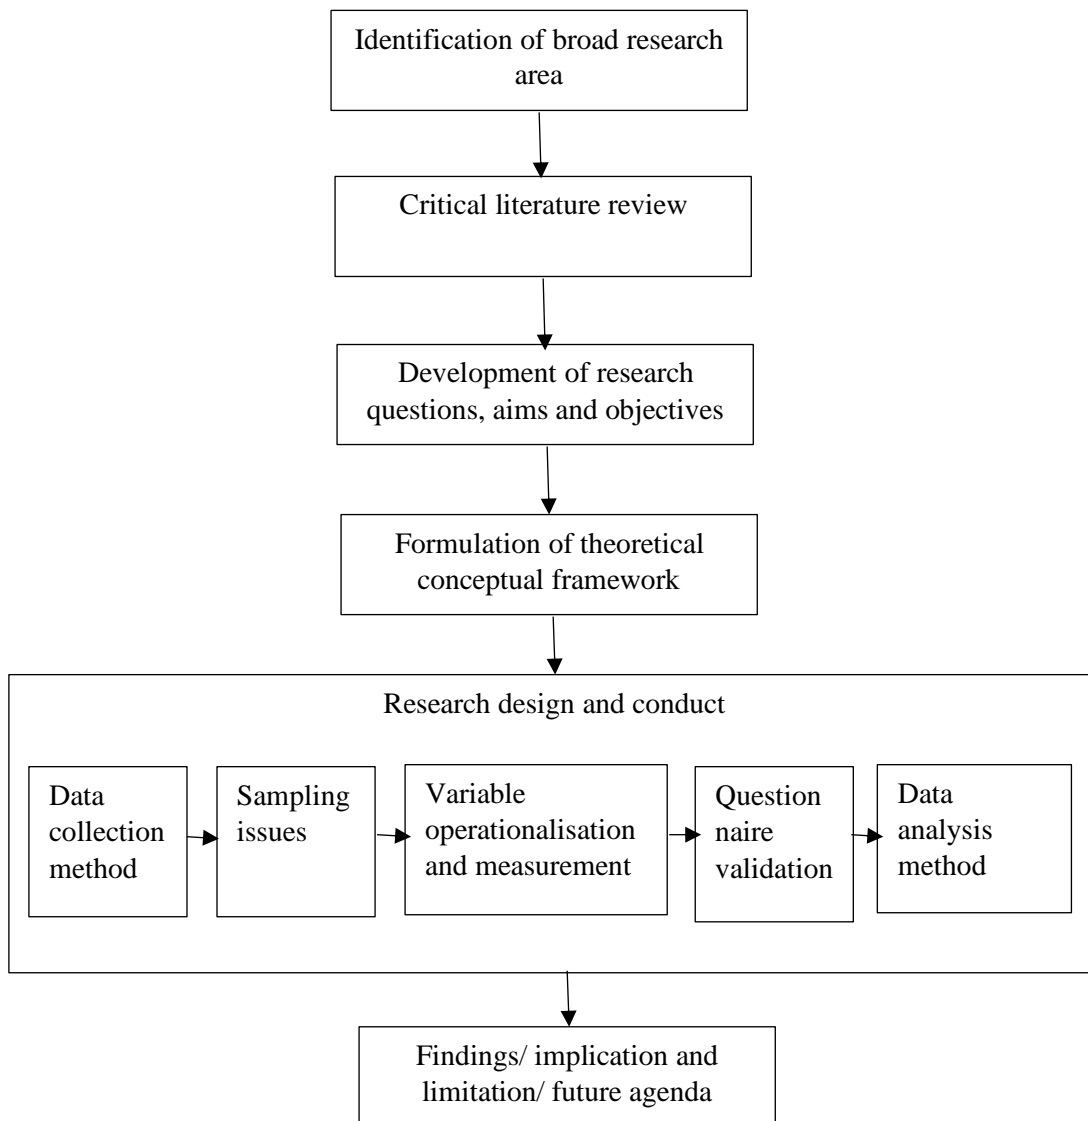 Identification of broad research
area
Critical literature review
Development of research
questions, aims and objectives
Formulation of theoretical
conceptual framework
Research design and conduct
Data
collection
method
Sampling
issues
Variable
operationalisation
and measurement
Question
naire
validation
Data
analysis
method
Findings/ implication and
limitation/ future agenda